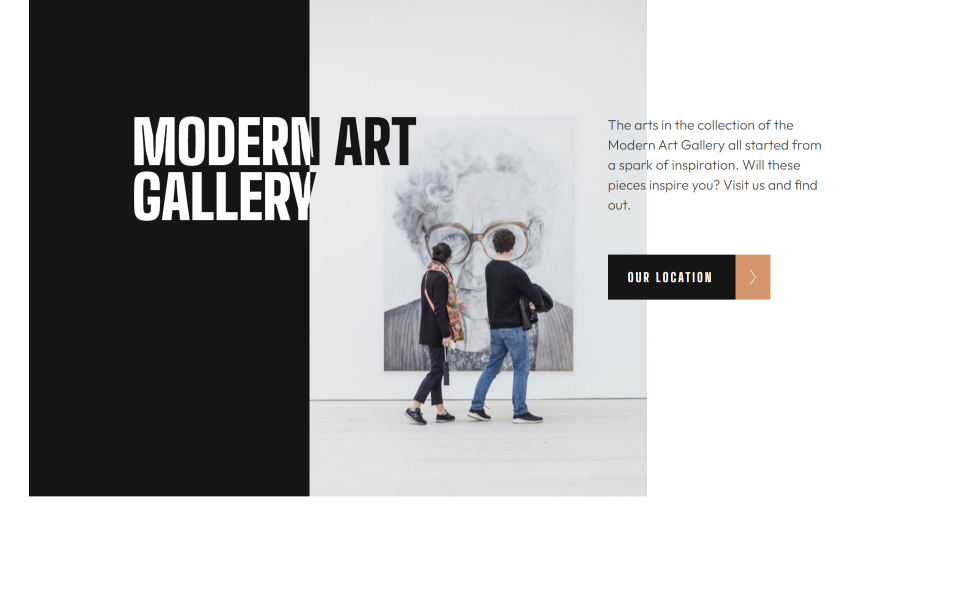 MODERN ART
GALLERY
The arts in the collection of the
Modern Art Gallery all started from
a spark of inspiration. Will these
pieces inspire you? Visit us and find
out.
OUR LOCATION